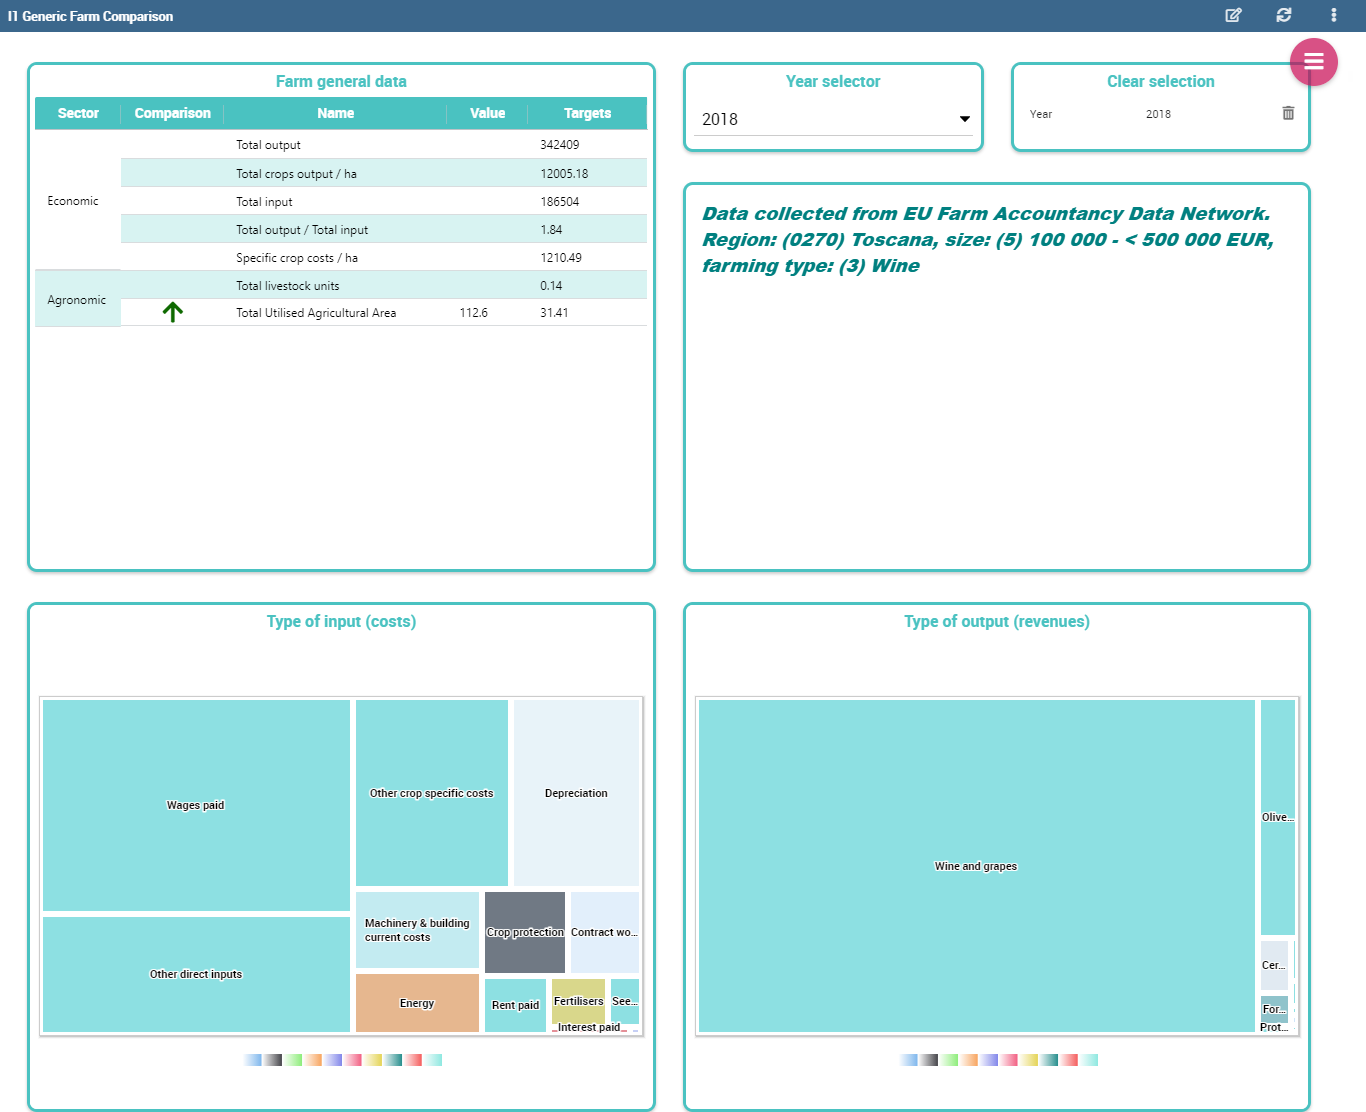 I1 Generic Farm Comparison
Farm general data
Sector Comparison Name Value Targets
Economic
Total output 342409
Total crops output / ha 12005.18
Total input 186504
Total output / Total input 1.84
Specific crop costs / ha 1210.49
Agronomic
Total livestock units 0.14
Total Utilised Agricultural Area 112.6 31.41
Year selector
2018
Clear selection
Year 2018
Data collected from EU Farm Accountancy Data Network.
Region: (0270) Toscana, size: (5) 100 000 - < 500 000 EUR,
farming type: (3) Wine
Type of input (costs)
Wages paid
Other direct inputs
Other crop specific costs
Depreciation
Machinery & building
current costs
Crop protection
Contract wo...
Energy
Rent paid
Fertilisers
See...
Interest paid
Type of output (revenues)
Wine and grapes
Olive...
Cer...
For...
Prot...